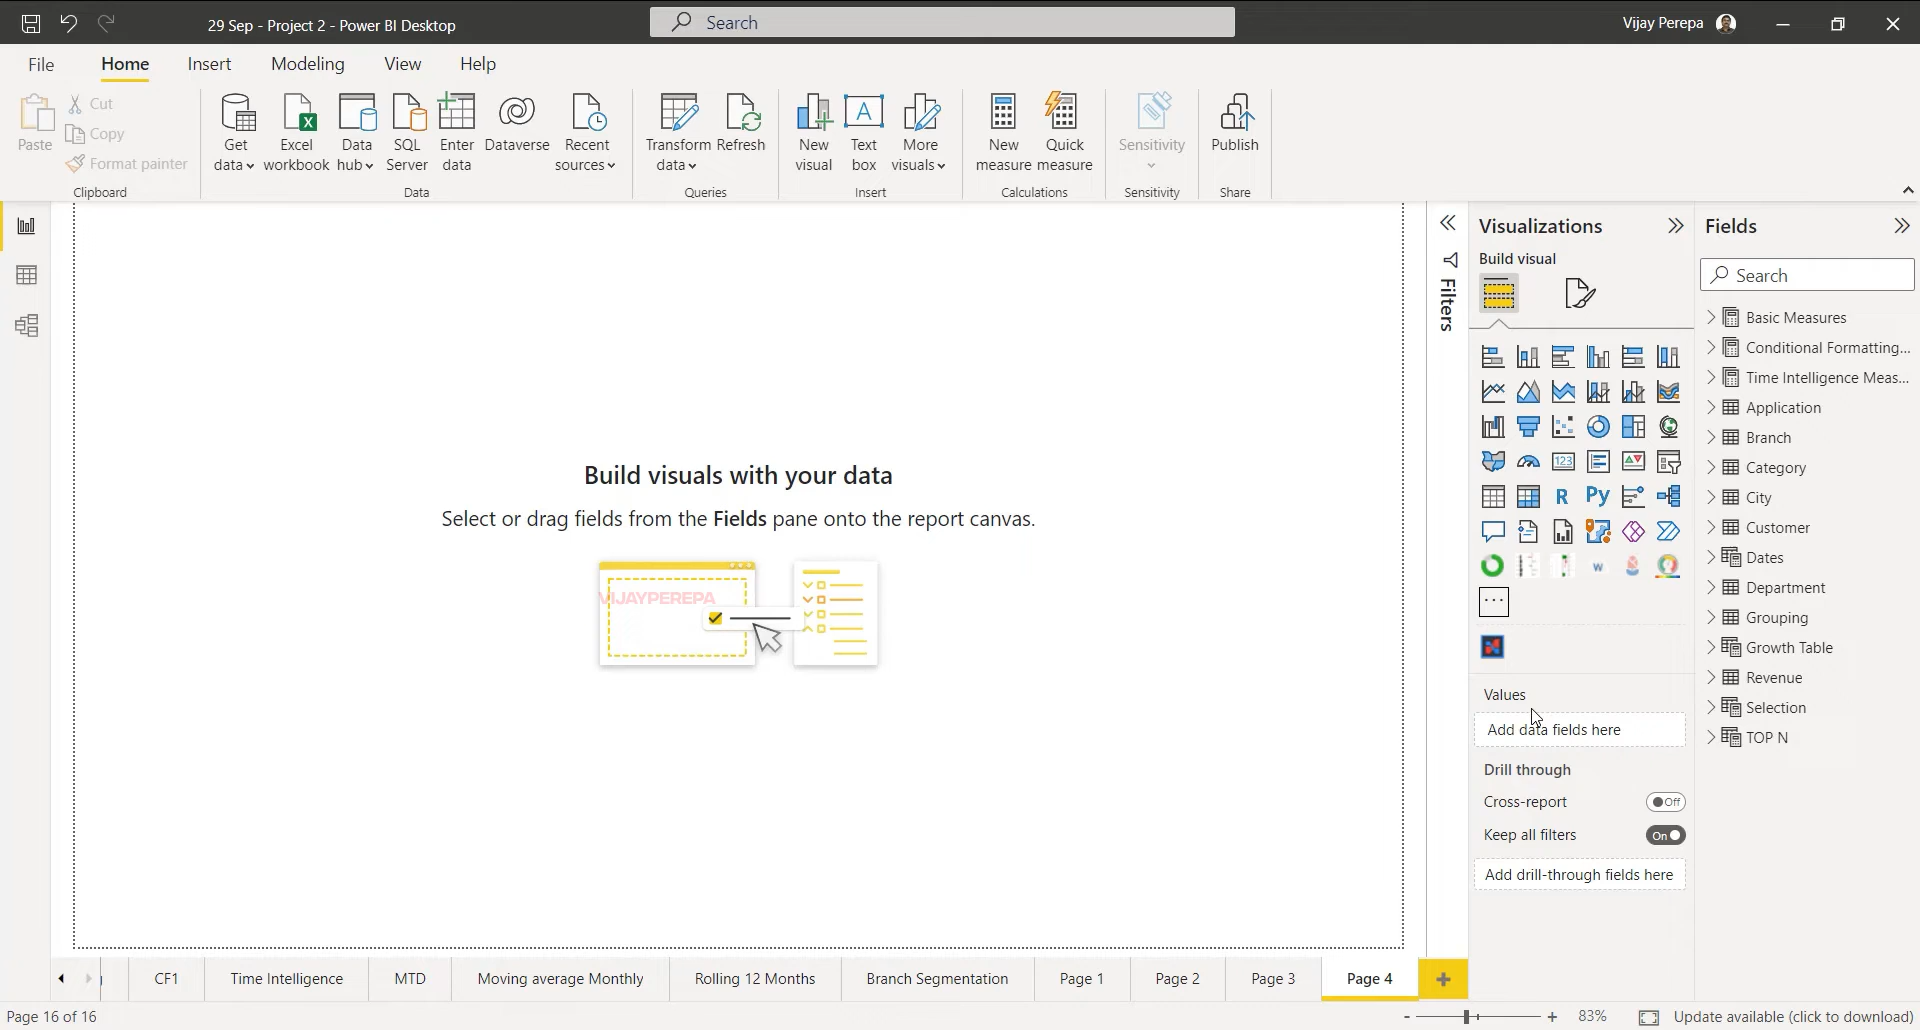 29 Sep - Project 2 - Power BI Desktop
Search
Vijay Perepa
File
Home
Insert
Modeling
View
Help
Paste
Cut
Copy
Format painter
Clipboard
Get data
Excel workbook
Data hub
SQL Server
Enter data
Dataverse
Recent sources
Data
Transform data
Refresh
Queries
New visual
Text box
More visuals
Insert
New measure
Quick measure
Calculations
Sensitivity
Sensitivity
Publish
Share
Build visuals with your data
Select or drag fields from the Fields pane onto the report canvas.
VIJAYPEREPA
Filters
Visualizations
Build visual
123
R
Py
W
...
Values
Add data fields here
Drill through
Cross-report
Off
Keep all filters
On
Add drill-through fields here
Fields
Search
Basic Measures
Conditional Formatting...
Time Intelligence Meas...
Application
Branch
Category
City
Customer
Dates
Department
Grouping
Growth Table
Revenue
Selection
TOP N
CF1
Time Intelligence
MTD
Moving average Monthly
Rolling 12 Months
Branch Segmentation
Page 1
Page 2
Page 3
Page 4
+
Page 16 of 16
- + 83%
Update available (click to download)